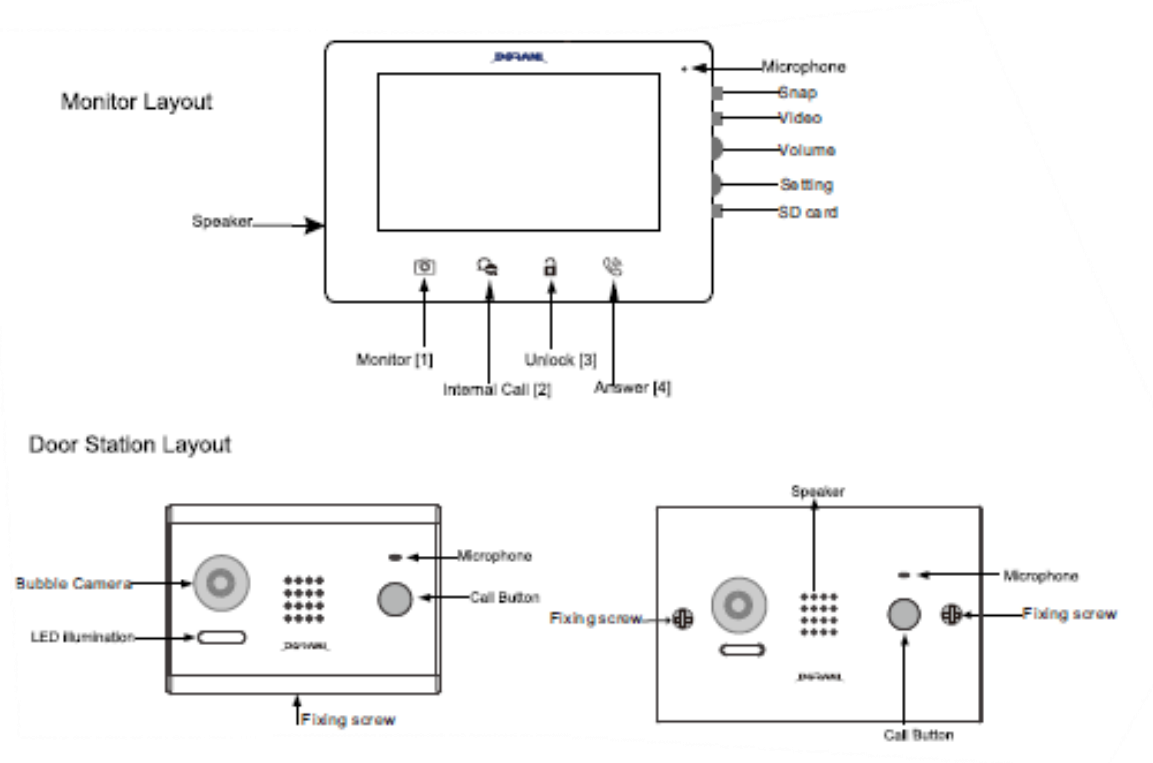 Monitor Layout
Microphone
Snap
Video
Volume
Setting
SD card
Speaker
Monitor [1]
Internal Call [2]
Unlock [3]
Answer [4]
Door Station Layout
Bubble Camera
LED illumination
Microphone
Call Button
Fixing screw
Speaker
Fixing screw
Microphone
Fixing screw
Call Button